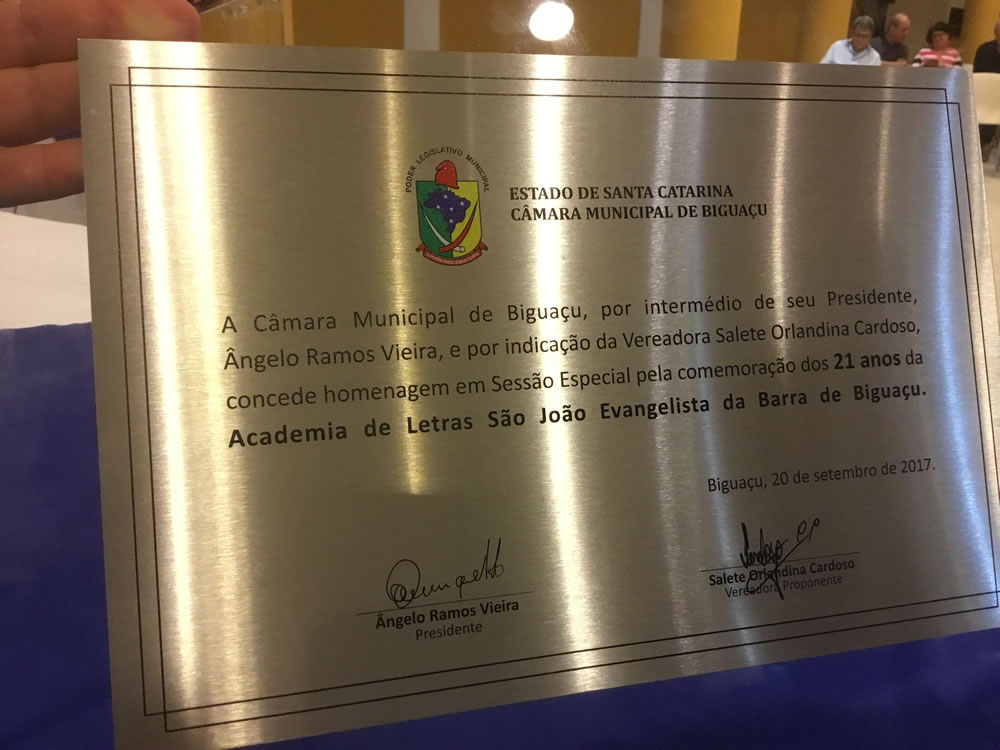 PODER LEGISLATIVO MUNICIPAL
ESTADO DE SANTA CATARINA
CÂMARA MUNICIPAL DE BIGUAÇU
A Câmara Municipal de Biguaçu, por intermédio de seu Presidente,
Ângelo Ramos Vieira, e por indicação da Vereadora Salete Orlandina Cardoso,
concede homenagem em Sessão Especial pela comemoração dos 21 anos da
Academia de Letras São João Evangelista da Barra de Biguaçu.
Biguaçu, 20 de setembro de 2017.
Ângelo Ramos Vieira
Presidente
Salete Orlandina Cardoso
Vereadora Proponente